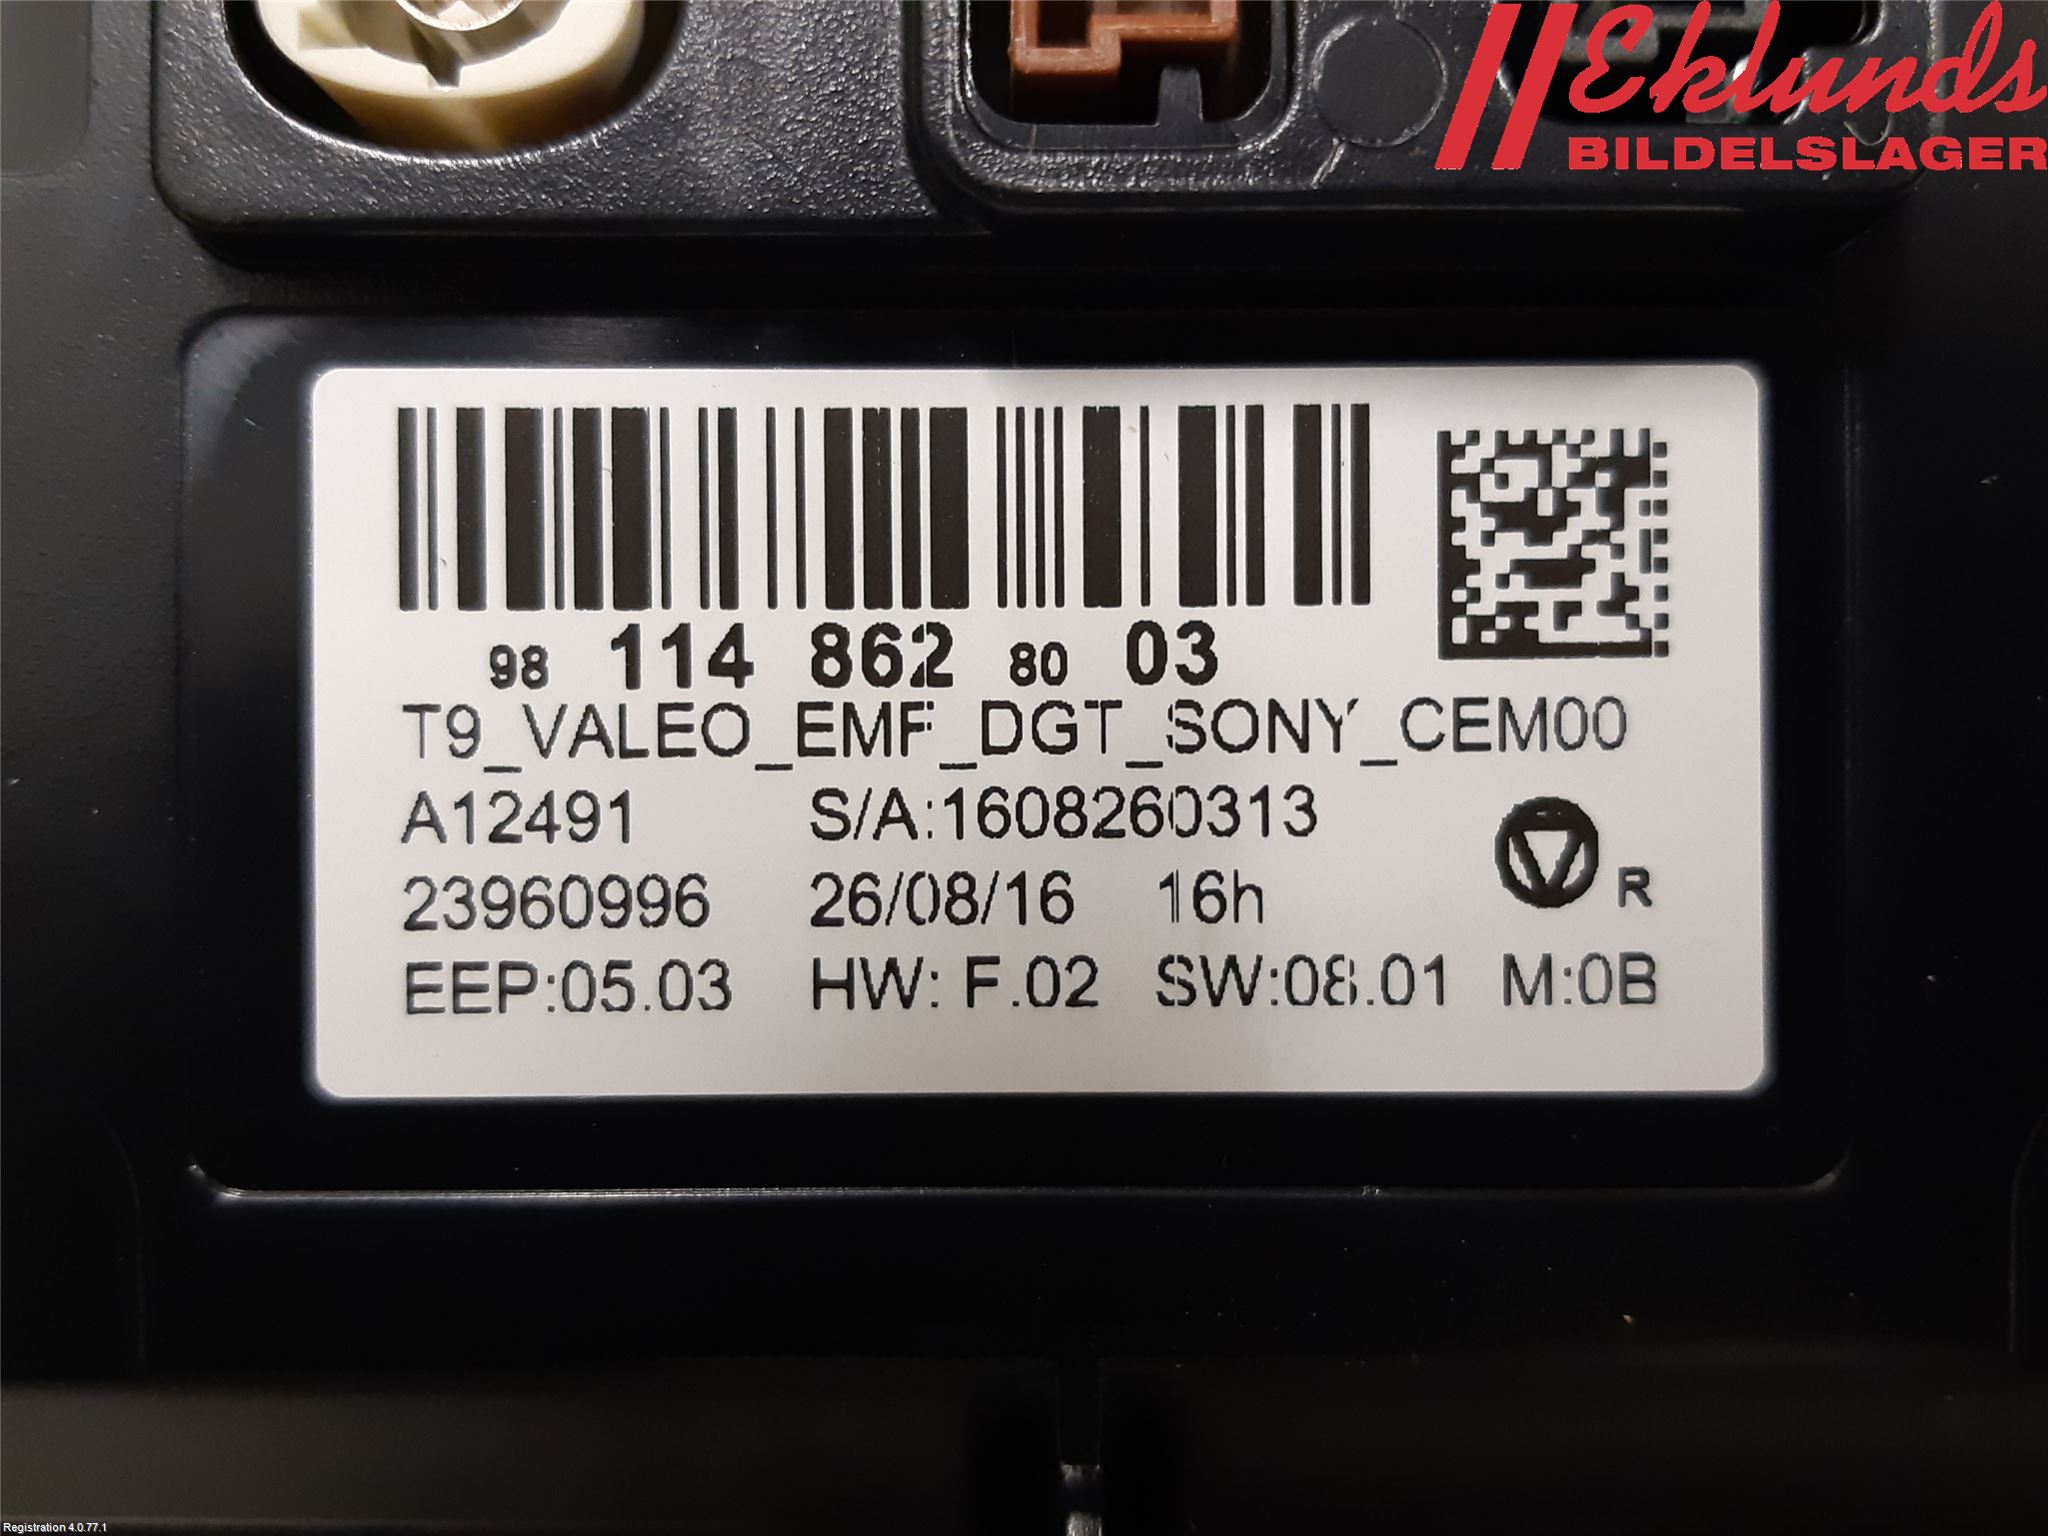 Eklunds
BILDELSLAGER
98 114 862 80 03
T9_VALEO_EMF_DGT_SONY_CEM00
A12491 S/A:1608260313
23960996 26/08/16 16h R
EEP:05.03 HW: F.02 SW:08.01 M:0B
Registration 4.0.77.1